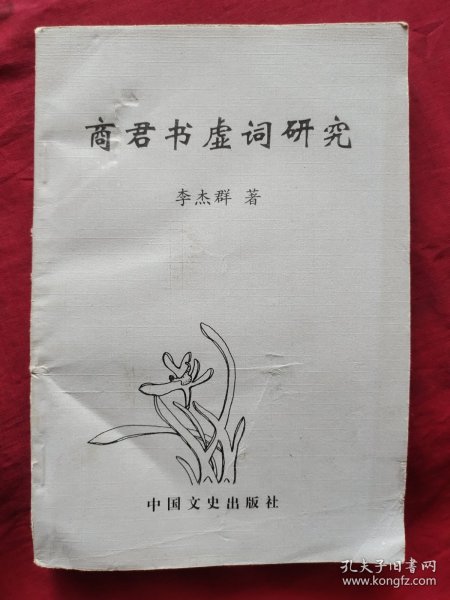 商君书虚词研究
李杰群 著
中国文史出版社
孔夫子旧书网
www.kongfz.com